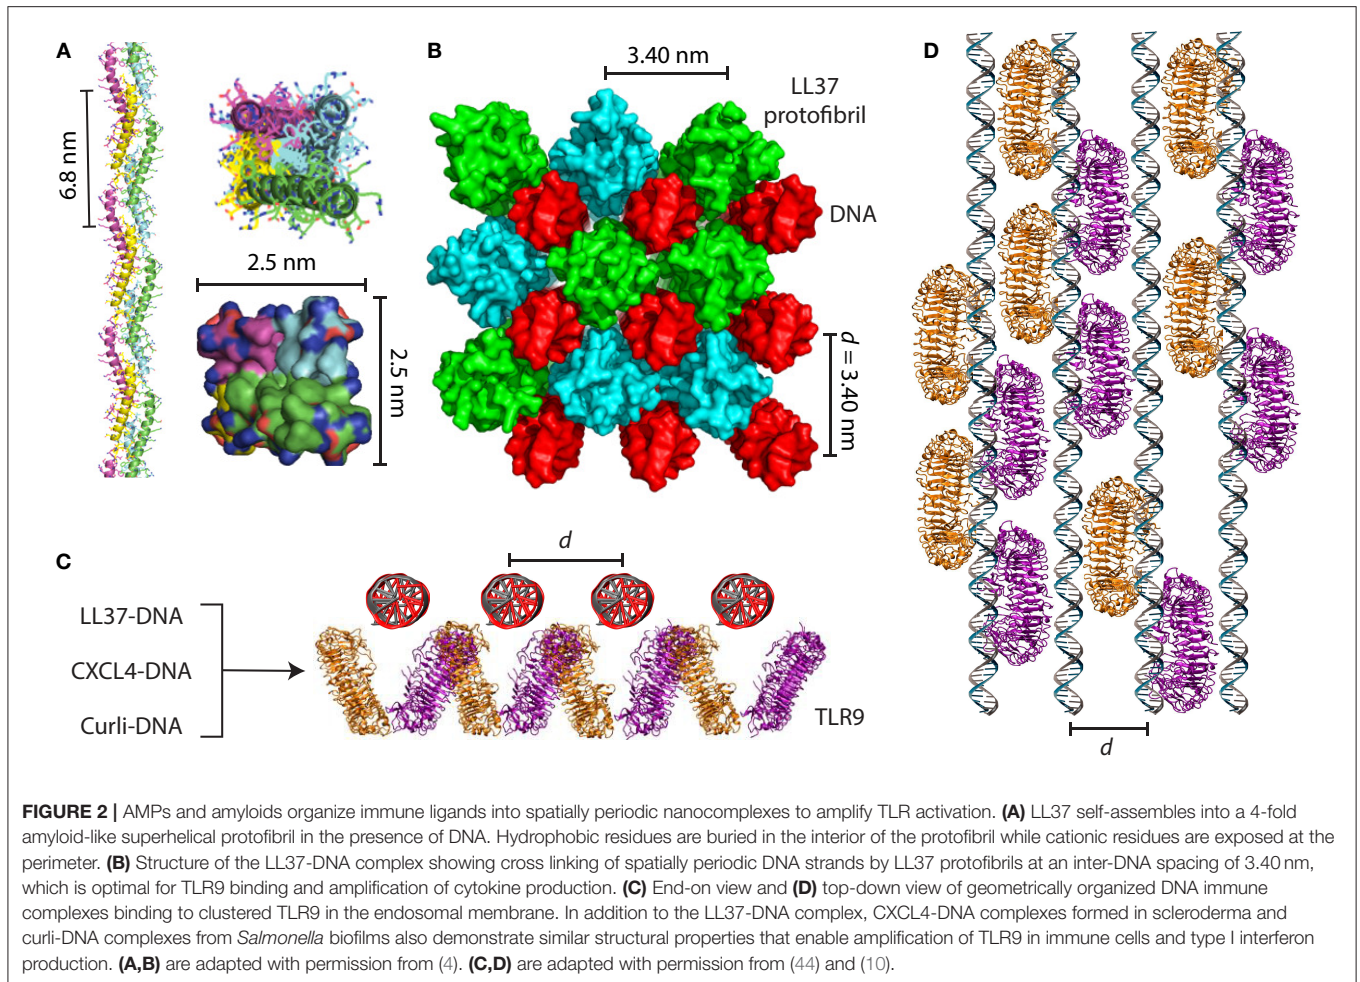 A
6.8 nm
2.5 nm
2.5 nm
B
3.40 nm
LL37
protofibril
DNA
d = 3.40 nm
C
d
LL37-DNA
CXCL4-DNA
Curli-DNA
TLR9
D
d
FIGURE 2 | AMPs and amyloids organize immune ligands into spatially periodic nanocomplexes to amplify TLR activation. (A) LL37 self-assembles into a 4-fold
amyloid-like superhelical protofibril in the presence of DNA. Hydrophobic residues are buried in the interior of the protofibril while cationic residues are exposed at the
perimeter. (B) Structure of the LL37-DNA complex showing cross linking of spatially periodic DNA strands by LL37 protofibrils at an inter-DNA spacing of 3.40 nm,
which is optimal for TLR9 binding and amplification of cytokine production. (C) End-on view and (D) top-down view of geometrically organized DNA immune
complexes binding to clustered TLR9 in the endosomal membrane. In addition to the LL37-DNA complex, CXCL4-DNA complexes formed in scleroderma and
curli-DNA complexes from Salmonella biofilms also demonstrate similar structural properties that enable amplification of TLR9 in immune cells and type I interferon
production. (A,B) are adapted with permission from (4). (C,D) are adapted with permission from (44) and (10).